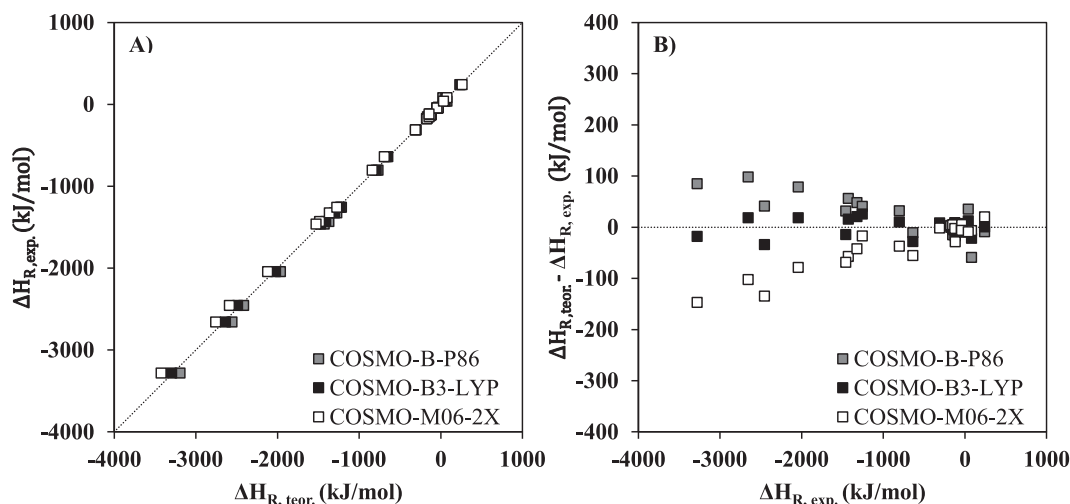 A)
1000
0
-1000
-2000
-3000
-4000
ΔH_R,exp. (kJ/mol)
COSMO-B-P86
COSMO-B3-LYP
COSMO-M06-2X
-4000 -3000 -2000 -1000 0 1000
ΔH_R, teor. (kJ/mol)
B)
400
300
200
100
0
-100
-200
-300
-400
ΔH_R,teor. - ΔH_R, exp. (kJ/mol)
COSMO-B-P86
COSMO-B3-LYP
COSMO-M06-2X
-4000 -3000 -2000 -1000 0 1000
ΔH_R, exp. (kJ/mol)